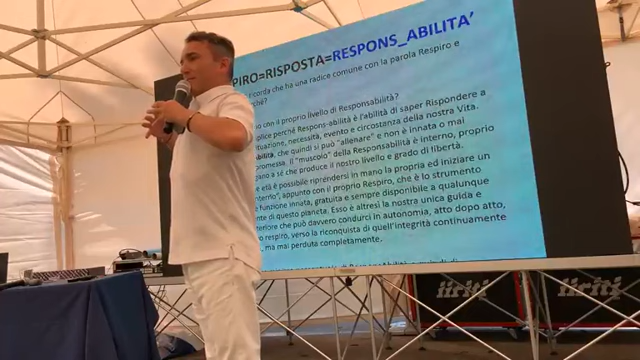 PIRO=RISPOSTA=RESPONS_ABILITA'
ricorda che ha una radice comune con la parola Respiro e
ché?
con il proprio livello di Responsabilità?
plice perché Respons-abilità è l'abilità di saper Rispondere a
tuazione, necessità, evento e circostanza della nostra Vita.
abilità, che quindi si può "allenare" e non è innata o mai
promessa. Il "muscolo" della Responsabilità è interno, proprio
gano a sé che produce il nostro livello e grado di libertà.
e età è possibile riprendersi in mano la propria ed iniziare un
nento", appunto con il proprio Respiro, che è lo strumento
e funzione innata, gratuita e sempre disponibile a qualunque
nte di questo pianeta. Esso è altresì la nostra unica guida e
teriore che può davvero condurci in autonomia, atto dopo atto,
respiro, verso la riconquista di quell'integrità continuamente
, ma mai perduta completamente.
iiriti
iiriti